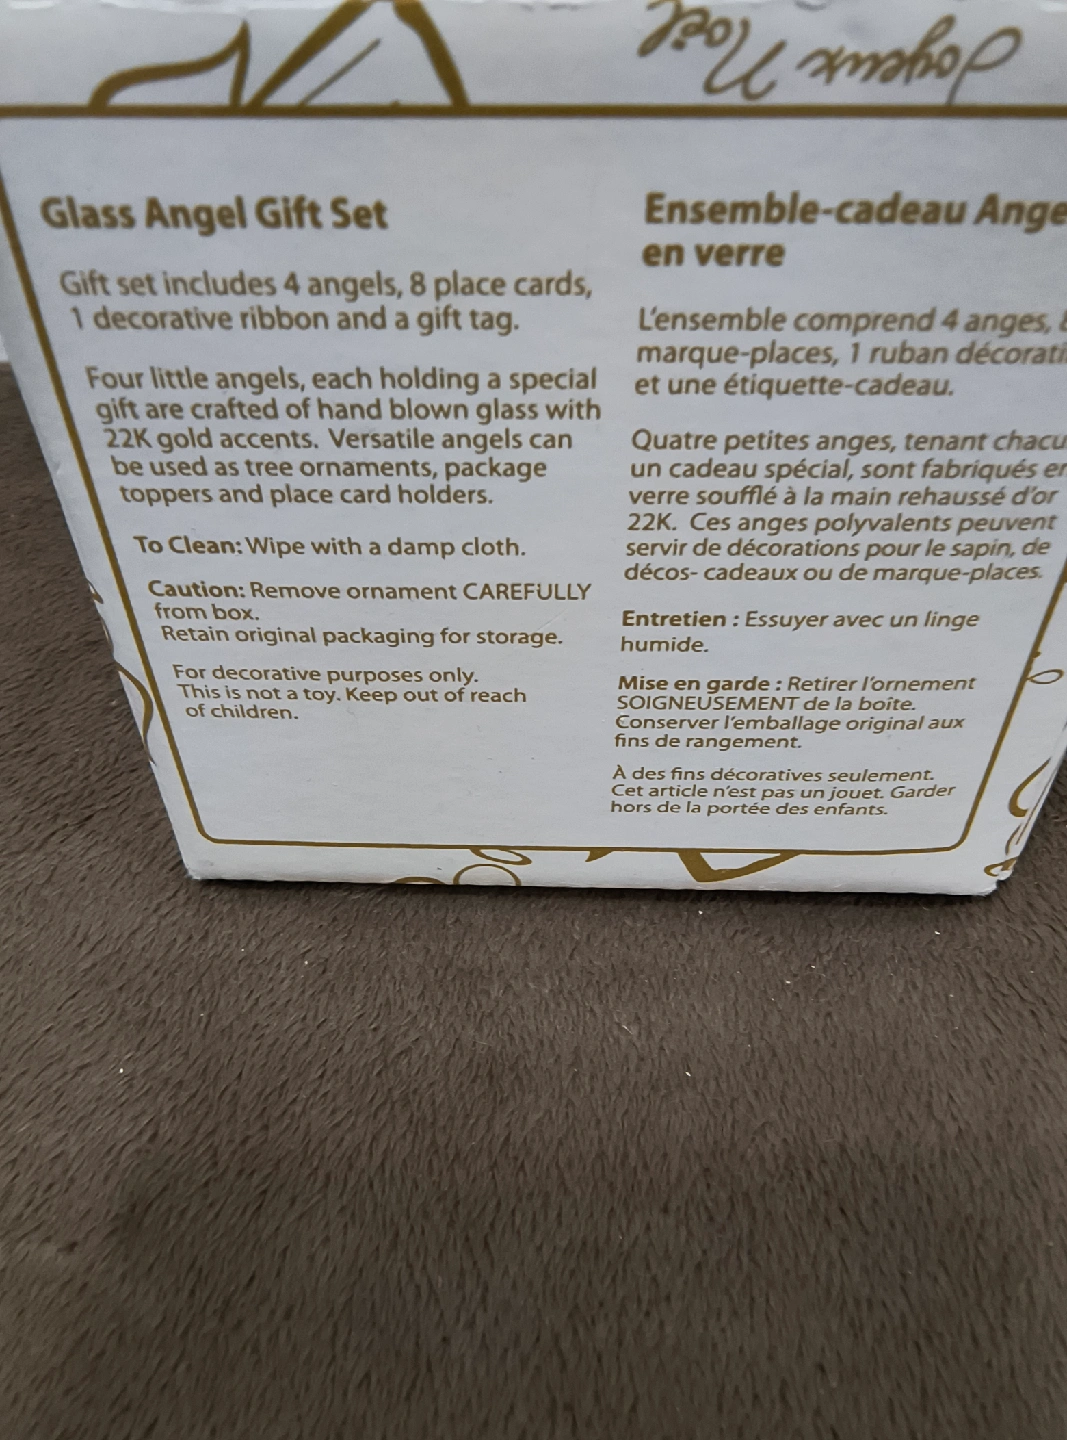 Joyeux Noël
Glass Angel Gift Set
Gift set includes 4 angels, 8 place cards,
1 decorative ribbon and a gift tag.
Four little angels, each holding a special
gift are crafted of hand blown glass with
22K gold accents. Versatile angels can
be used as tree ornaments, package
toppers and place card holders.
To Clean: Wipe with a damp cloth.
Caution: Remove ornament CAREFULLY
from box.
Retain original packaging for storage.
For decorative purposes only.
This is not a toy. Keep out of reach
of children.
Ensemble-cadeau Ange
en verre
L'ensemble comprend 4 anges,
marque-places, 1 ruban
et une étiquette-cadeau.
Quatre petites anges, tenant
un cadeau spécial, sont fabriqués
verre soufflé à la main rehaussé d'or
22K. Ces anges polyvalents peuvent
servir de décorations pour le sapin, de
décos- cadeaux ou de marque-places.
Entretien : Essuyer avec un linge
humide.
Mise en garde : Retirer l'ornement
SOIGNEUSEMENT de la boîte.
Conserver l'emballage original aux
fins de rangement.
À des fins décoratives seulement.
Cet article n'est pas un jouet. Garder
hors de la portée des enfants.